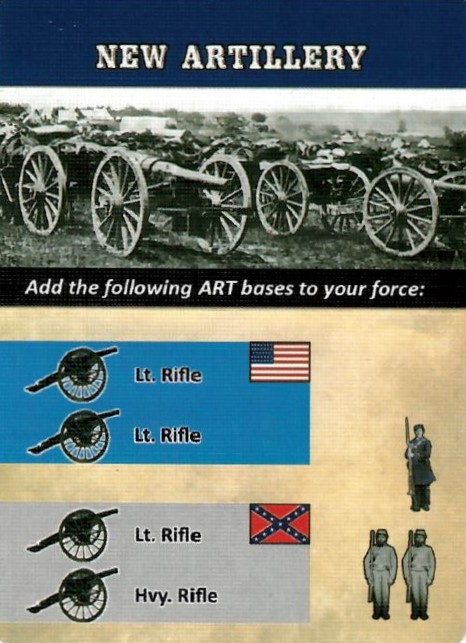 NEW ARTILLERY
Add the following ART bases to your force:
Lt. Rifle
Lt. Rifle
Lt. Rifle
Hvy. Rifle